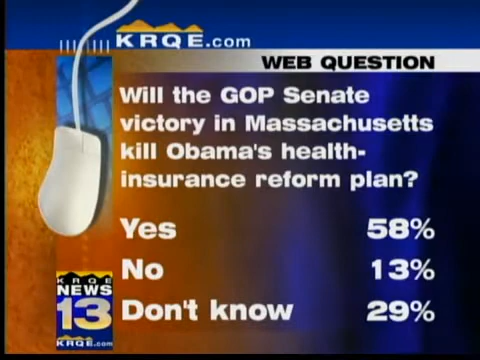 KRQE.com
WEB QUESTION
Will the GOP Senate
victory in Massachusetts
kill Obama's health-
insurance reform plan?
Yes 58%
No 13%
Don't know 29%
KRQE
NEWS
13
KRQE.com